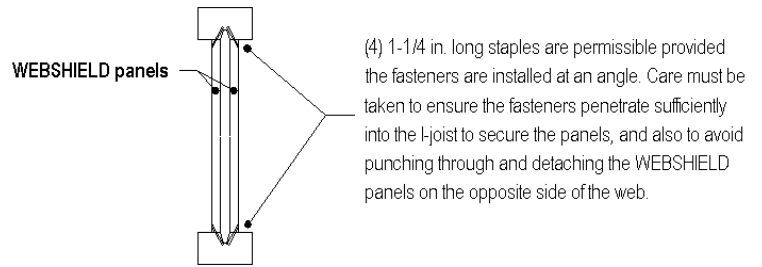 WEBSHIELD panels
(4) 1-1/4 in. long staples are permissible provided
the fasteners are installed at an angle. Care must be
taken to ensure the fasteners penetrate sufficiently
into the I-joist to secure the panels, and also to avoid
punching through and detaching the WEBSHIELD
panels on the opposite side of the web.